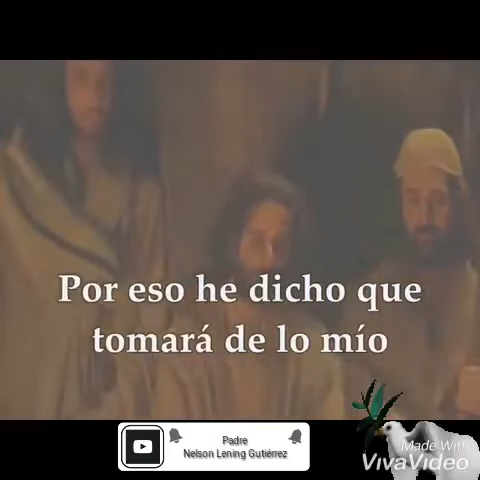 Por eso he dicho que
tomará de lo mío
Padre
Nelson Lening Gutiérrez
Made With
VivaVideo